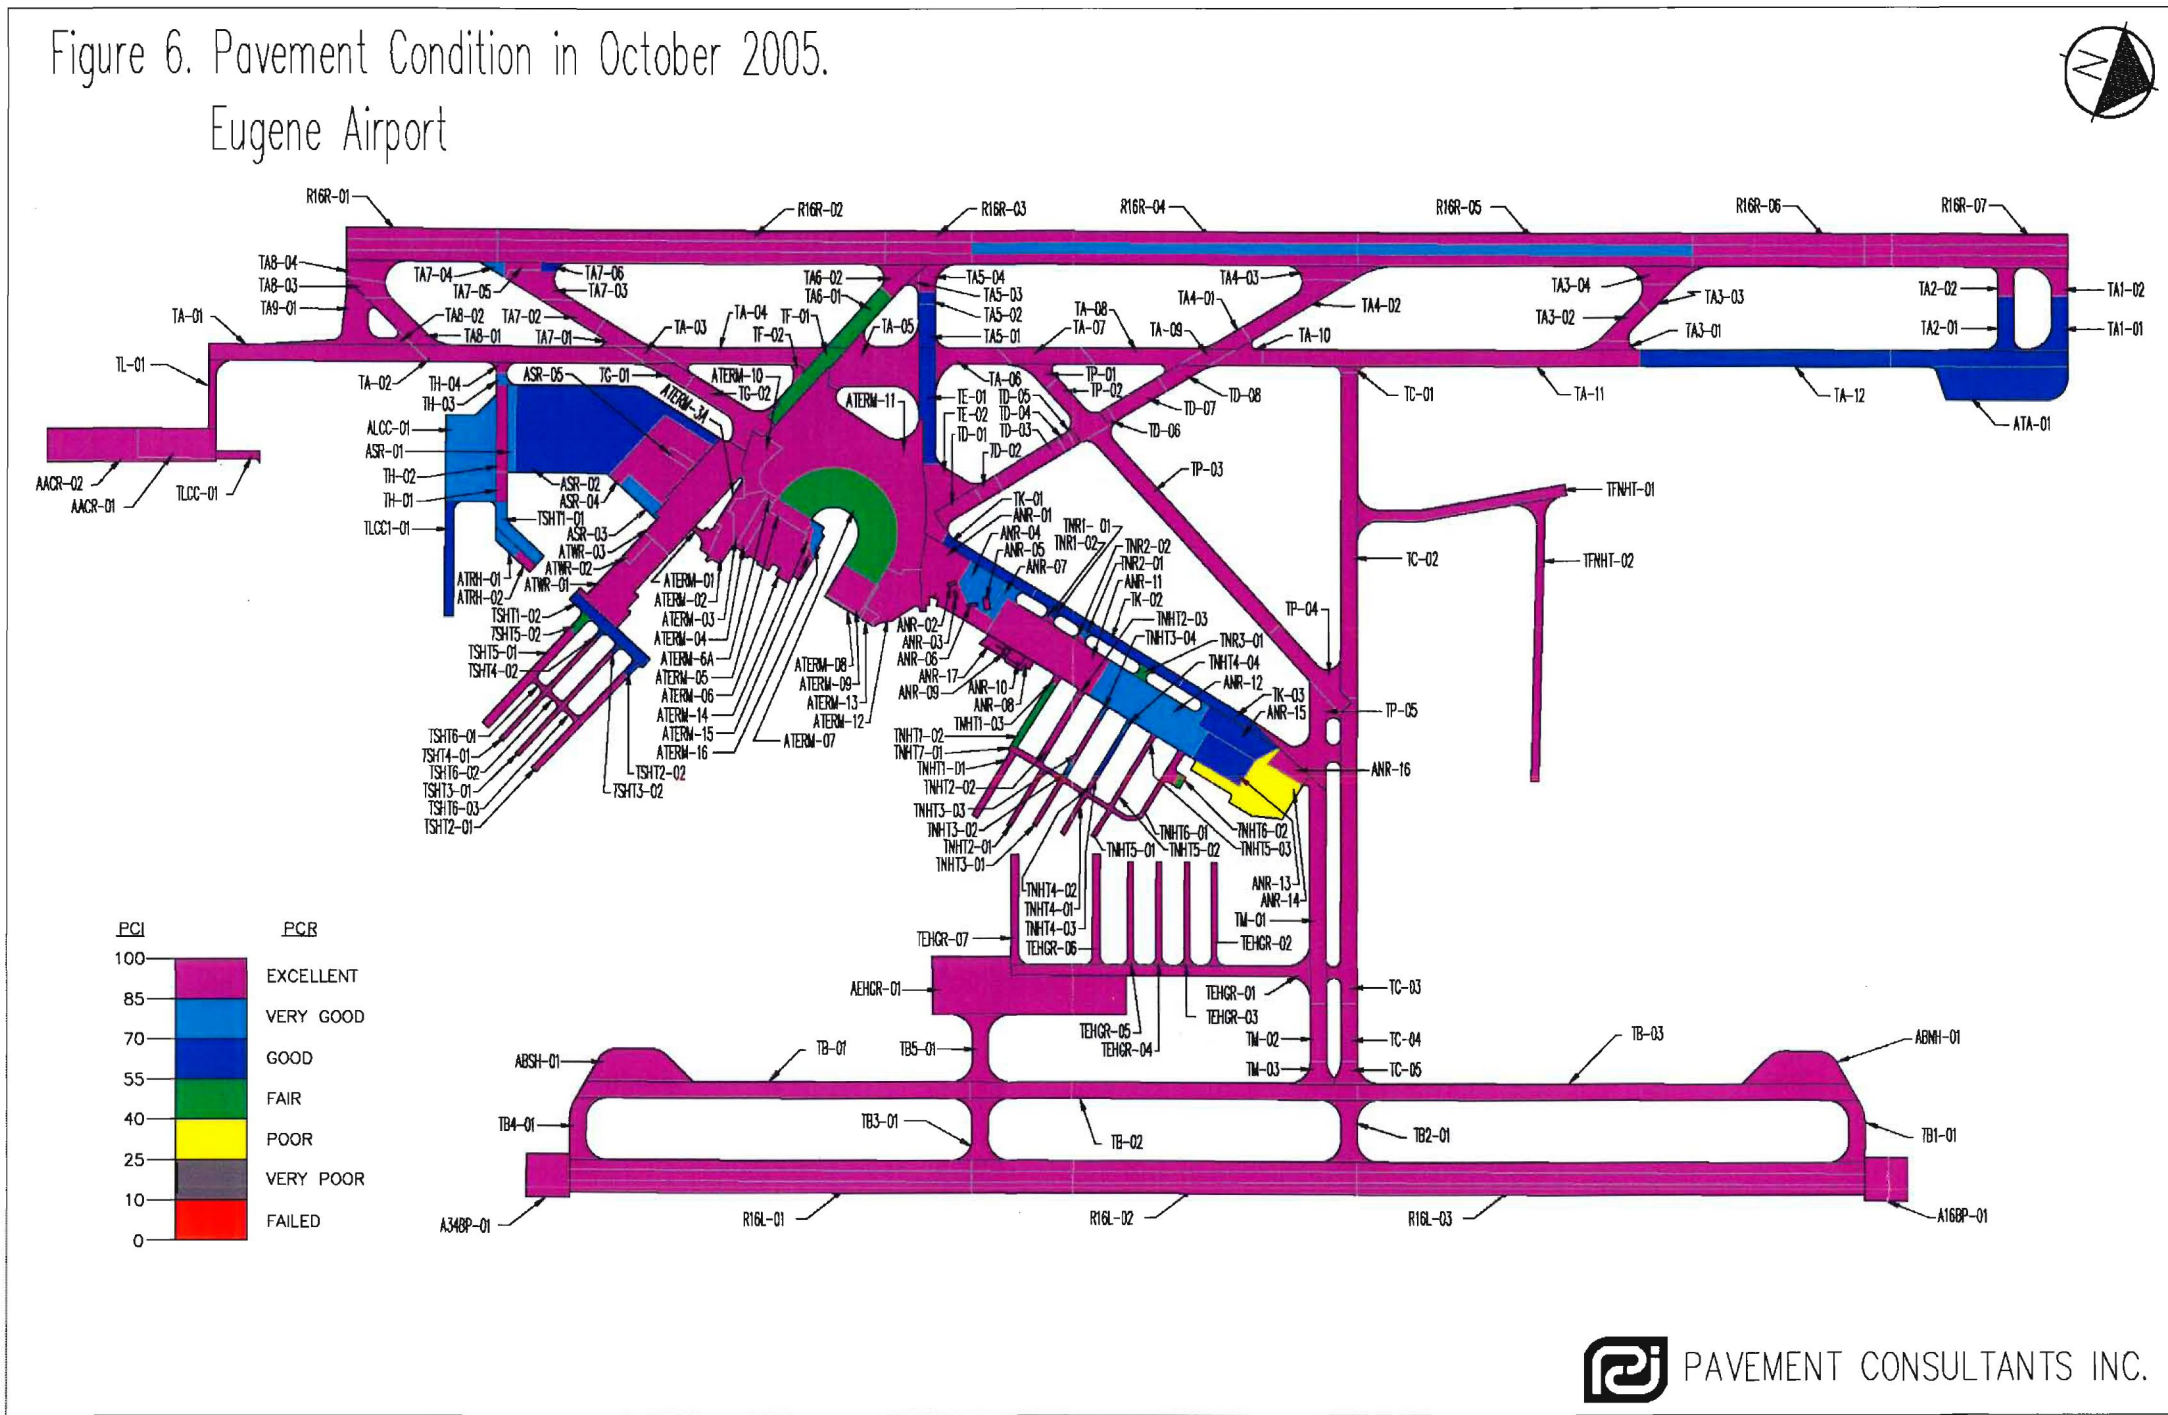 Figure 6. Pavement Condition in October 2005.
Eugene Airport
N
R16R-01
R16R-02
R16R-03
R16R-04
R16R-05
R16R-06
R16R-07
TA8-04
TA8-03
TA9-01
TA-01
TA7-04
TA7-05
TA7-06
TA7-03
TA6-02
TA6-01
TA5-04
TA5-03
TA5-02
TA5-01
TA4-03
TA4-01
TA4-02
TA3-04
TA3-03
TA3-02
TA3-01
TA2-02
TA2-01
TA1-02
TA1-01
TA8-02
TA8-01
TA7-02
TA7-01
TA-03
TA-04
TF-01
TF-02
TA-05
TA-08
TA-07
TA-09
TA-10
TL-01
TA-02
TH-04
TH-03
ASR-05
TG-01
ATERM-10
TG-02
ATERM-3A
ATERM-11
TE-01
TE-02
TD-01
TA-06
TD-05
TD-04
TD-03
TD-02
TP-01
TP-02
TD-08
TD-07
TD-06
TC-01
TA-11
TA-12
ATA-01
ALCC-01
ASR-01
TH-02
TH-01
TLCC1-01
AACR-02
AACR-01
TLCC-01
ASR-02
ASR-04
TSHT1-01
ASR-03
ATWR-03
ATWR-02
ATWR-01
ATRH-01
ATRH-02
TP-03
TFNHT-01
TFNHT-02
TC-02
TK-01
ANR-01
ANR-04
ANR-05
ANR-07
TNR1- 01
TNR1-02
TNR2-02
TNR2-01
ANR-11
TK-02
TNHT2-03
TNHT3-04
TNR3-01
TNHT4-04
ANR-12
TK-03
ANR-15
TP-04
TP-05
ANR-16
TSHT1-02
TSHT5-02
TSHT5-01
TSHT4-02
ATERM-01
ATERM-02
ATERM-03
ATERM-04
ATERM-6A
ATERM-05
ATERM-06
ATERM-14
ATERM-15
ATERM-16
ATERM-07
ATERM-08
ATERM-09
ATERM-13
ATERM-12
ANR-02
ANR-03
ANR-06
ANR-17
ANR-09
ANR-10
ANR-08
TNHT1-03
TNHT1-02
TNHT7-01
TNHT1-01
TNHT2-02
TNHT3-03
TNHT3-02
TNHT2-01
TNHT3-01
TSHT6-01
TSHT4-01
TSHT6-02
TSHT3-01
TSHT6-03
TSHT2-01
TSHT2-02
TSHT3-02
TNHT6-01
TNHT5-01
TNHT5-02
TNHT6-02
TNHT5-03
TNHT4-02
TNHT4-01
TNHT4-03
ANR-13
ANR-14
TM-01
TEHGR-07
TEHGR-06
TEHGR-02
AEHGR-01
TEHGR-01
TEHGR-03
TEHGR-05
TEHGR-04
TC-03
TM-02
TC-04
TM-03
TC-05
PCI
PCR
100
EXCELLENT
85
VERY GOOD
70
GOOD
55
FAIR
40
POOR
25
VERY POOR
10
FAILED
0
ABSH-01
TB-01
TB5-01
TB-03
ABNH-01
TB4-01
TB3-01
TB-02
TB2-01
TB1-01
A34BP-01
R16L-01
R16L-02
R16L-03
A16BP-01
PAVEMENT CONSULTANTS INC.